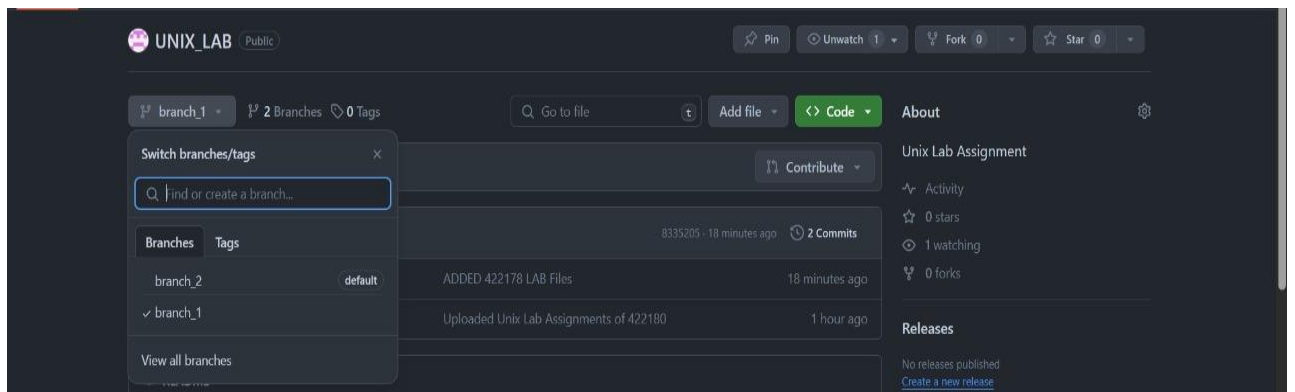 UNIX_LAB Public
Pin
Unwatch 1
Fork 0
Star 0
branch_1
2 Branches
0 Tags
Go to file t
Add file
Code
Switch branches/tags
Find or create a branch...
Branches Tags
branch_2 default
branch_1
View all branches
Contribute
8335205 · 18 minutes ago 2 Commits
ADDED 422178 LAB Files 18 minutes ago
Uploaded Unix Lab Assignments of 422180 1 hour ago
About
Unix Lab Assignment
Activity
0 stars
1 watching
0 forks
Releases
No releases published
Create a new release